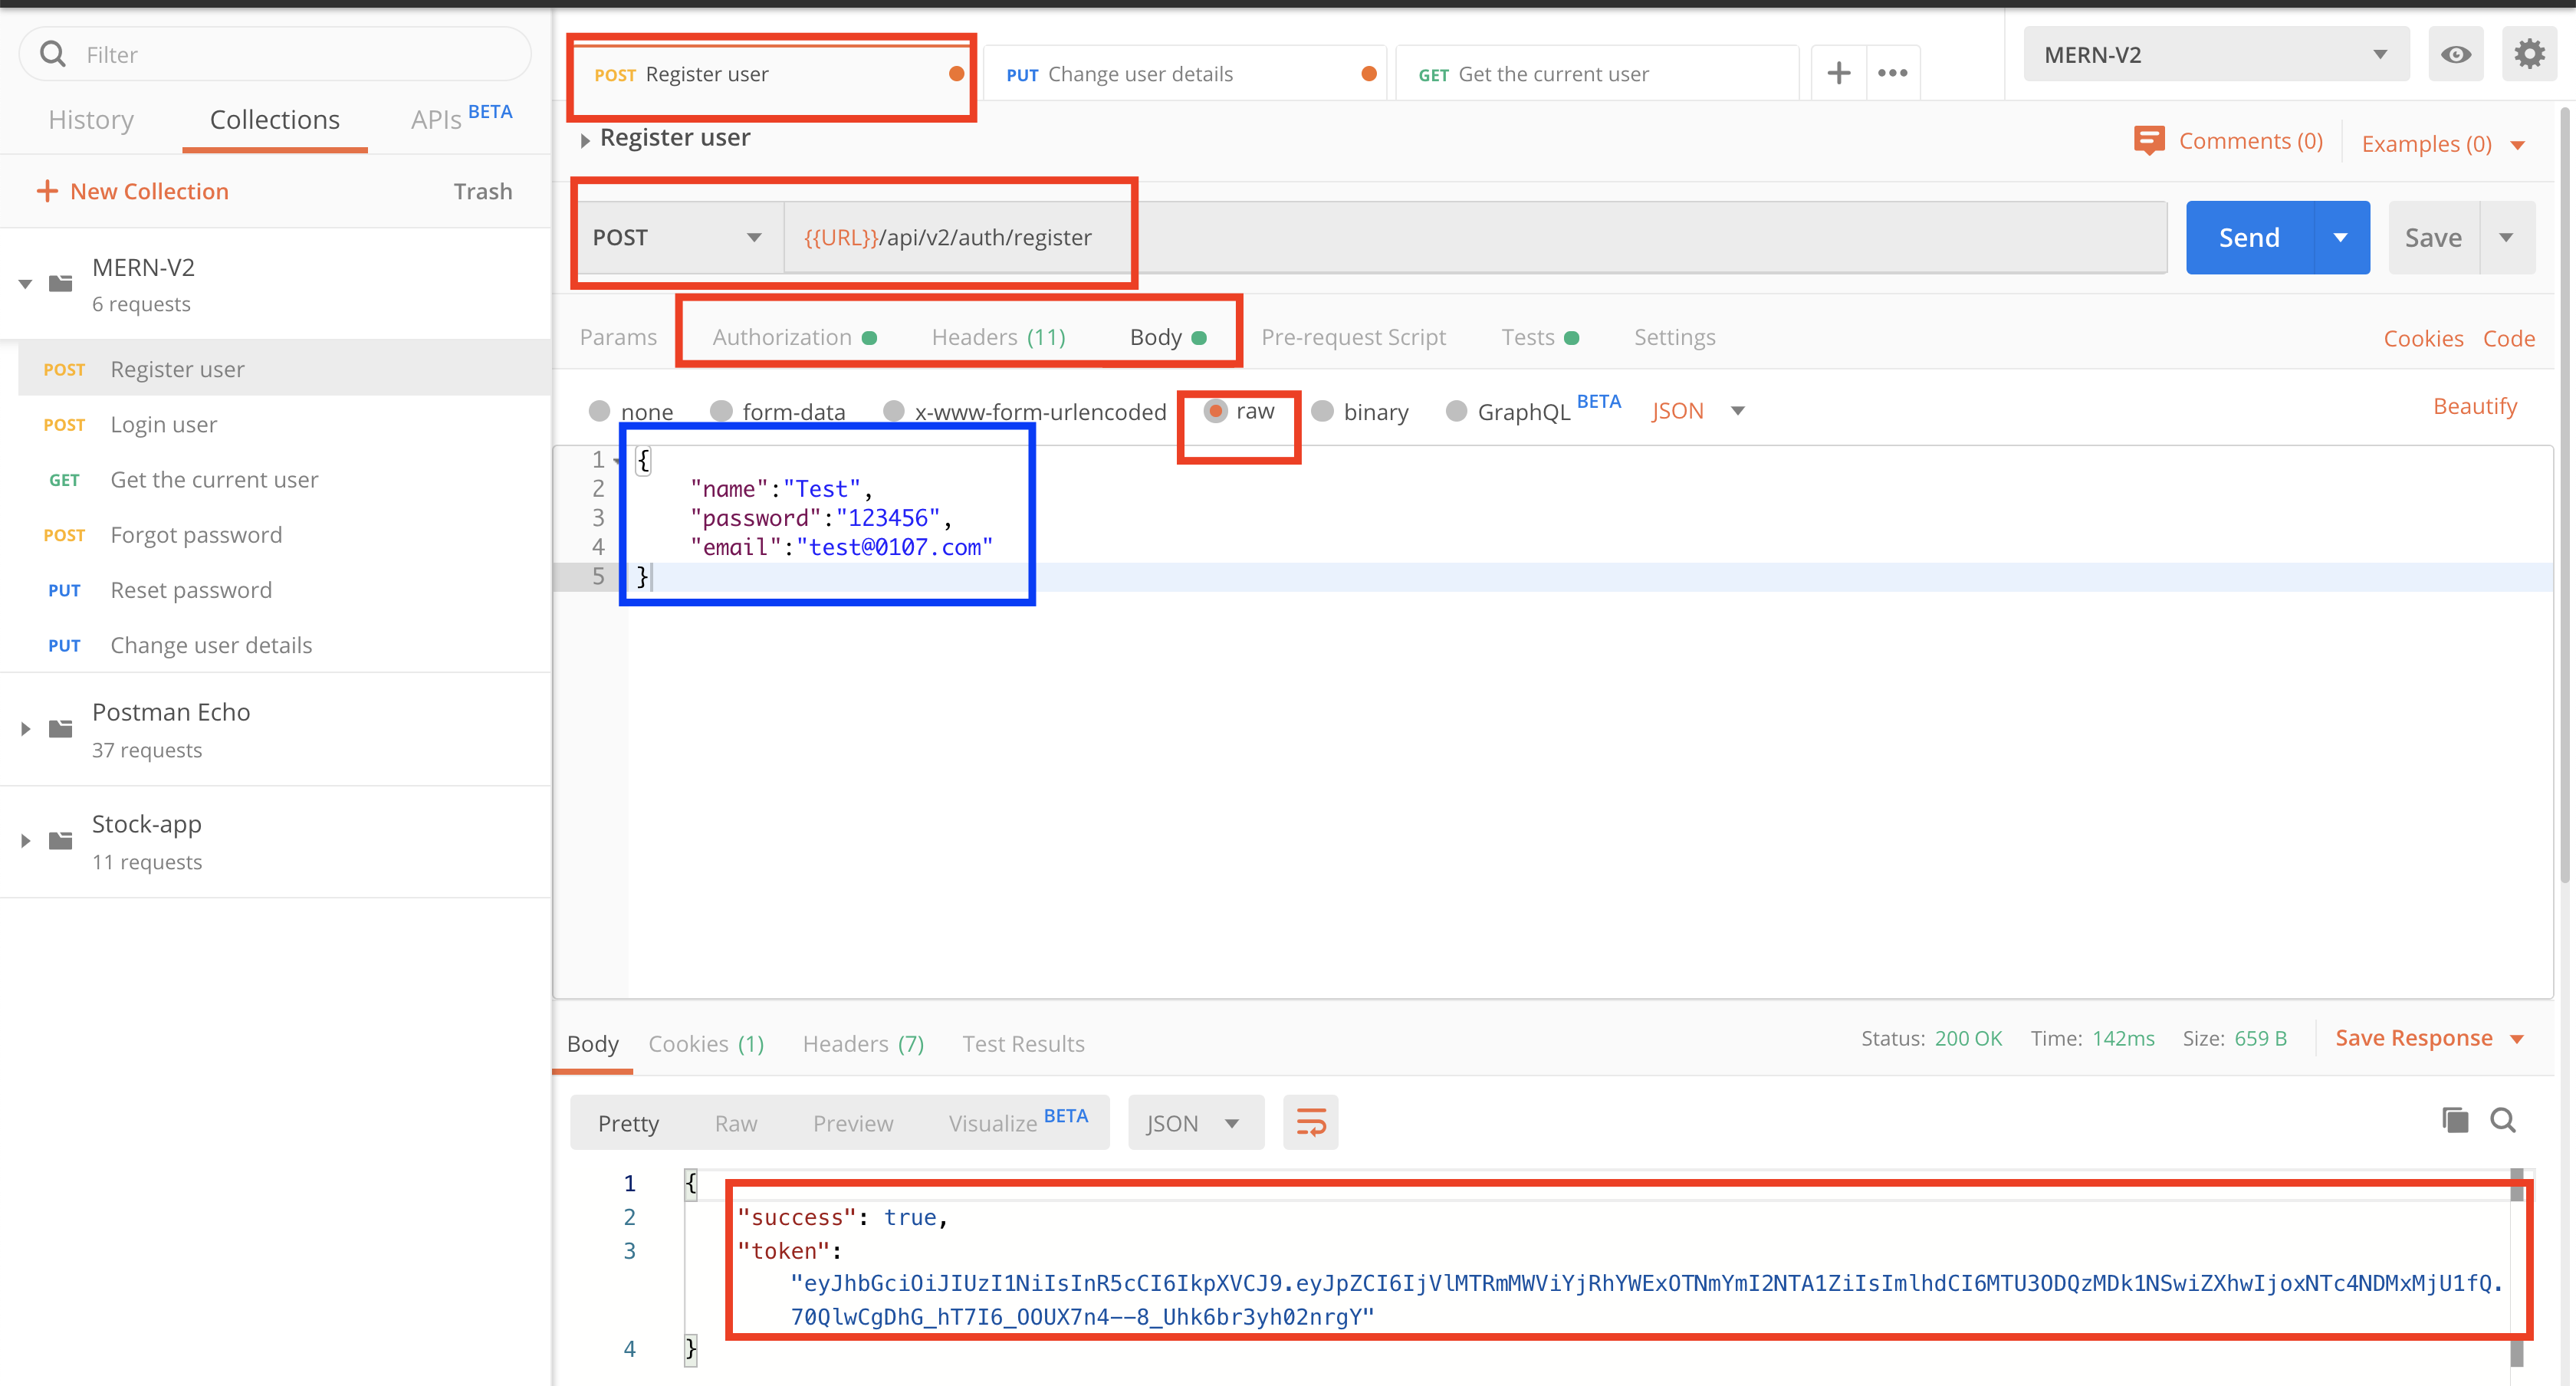 Filter
History Collections APIs BETA
+ New Collection Trash
MERN-V2
6 requests
POST Register user
POST Login user
GET Get the current user
POST Forgot password
PUT Reset password
PUT Change user details
Postman Echo
37 requests
Stock-app
11 requests
POST Register user PUT Change user details GET Get the current user
MERN-V2
Register user
Comments (0) Examples (0)
POST {{URL}}/api/v2/auth/register
Send Save
Params Authorization Headers (11) Body Pre-request Script Tests Settings
Cookies Code
none form-data x-www-form-urlencoded raw binary GraphQL BETA JSON
Beautify
1 {
2 "name":"Test",
3 "password":"123456",
4 "email":"test@0107.com"
5 }
Body Cookies (1) Headers (7) Test Results
Status: 200 OK Time: 142ms Size: 659 B Save Response
Pretty Raw Preview Visualize BETA JSON
1 {
2 "success": true,
3 "token":
"eyJhbGciOiJIUzI1NiIsInR5cCI6IkpXVCJ9.eyJpZCI6IjVlMTRmMWViYjRhYWExOTNmYmI2NTA1ZiIsImlhdCI6MTU3ODQzMDk1NSwiZXhwIjoxNTc4NDMxMjU1fQ.
70QlwCgDhG_hT7I6_OOUX7n4--8_Uhk6br3yh02nrgY"
4 }